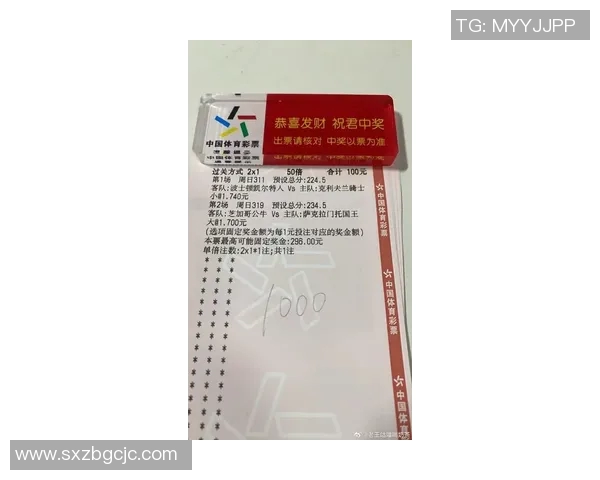 TG: MYYJJPP
中国体育彩票
恭喜发财 祝君中奖
出票请核对 中奖以票为准
过关方式 2x1 50倍 合计 100元
第1场 周日311 预设总分:224.5
客队:波士顿凯尔特人 Vs 主队:克利夫兰骑士
小@1.740元
第2场 周日319 预设总分:234.5
客队:芝加哥公牛 Vs 主队:萨克拉门托国王
大@1.700元
(选项固定奖金额为每1元投注对应的奖金额)
本票最高可能固定奖金:296.00元
单倍注数:2x1*1注;共1注
1000
中国体育彩票
中国体育彩票
中国体育彩票
www.sxzbgcjc.com